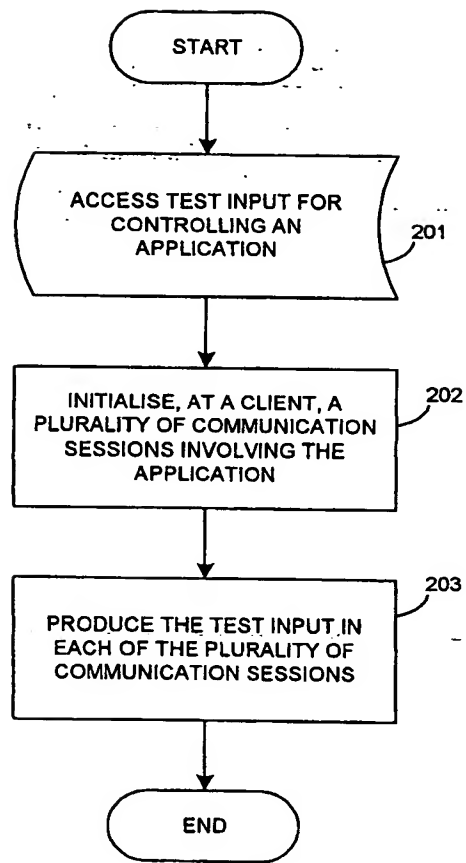 START
ACCESS TEST INPUT FOR
CONTROLLING AN
APPLICATION
201
INITIALISE, AT A CLIENT, A
PLURALITY OF COMMUNICATION
SESSIONS INVOLVING THE
APPLICATION
202
PRODUCE THE TEST INPUT IN
EACH OF THE PLURALITY OF
COMMUNICATION SESSIONS
203
END